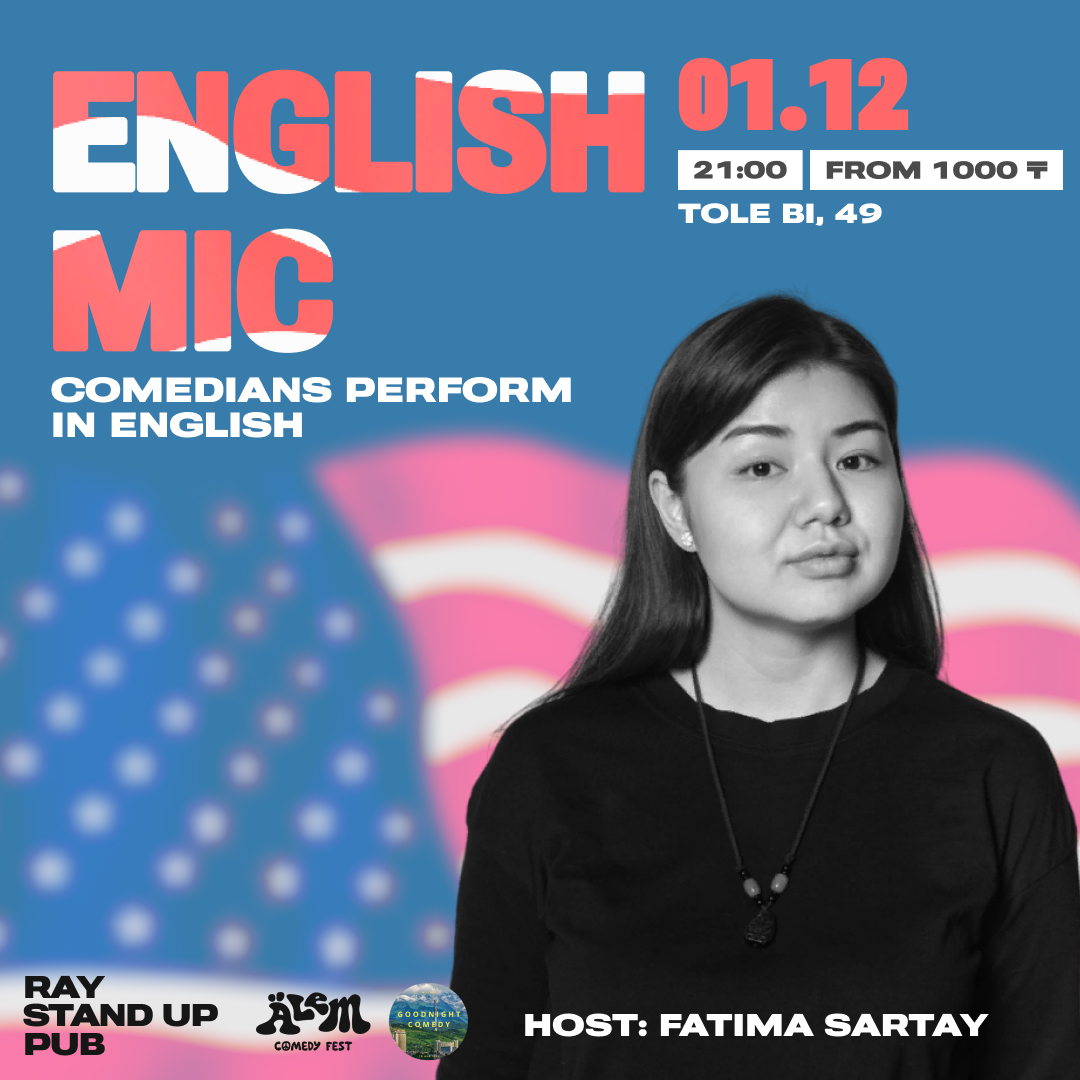 ENGLISH
MIC
COMEDIANS PERFORM
IN ENGLISH
01.12
21:00
FROM 1000 ₸
TOLE BI, 49
RAY
STAND UP
PUB
ÄLEM
COMEDY FEST
GOODNIGHT
COMEDY
HOST: FATIMA SARTAY